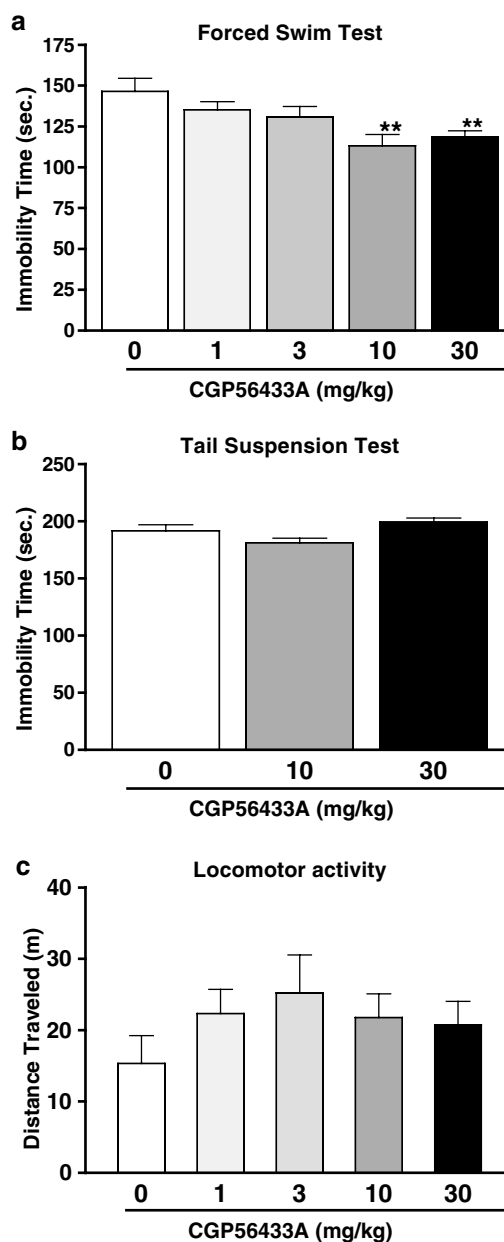 a
Forced Swim Test
Immobility Time (sec.)
175
150
125
100
75
50
25
0
** **
0 1 3 10 30
CGP56433A (mg/kg)
b
Tail Suspension Test
Immobility Time (sec.)
250
200
150
100
50
0
0 10 30
CGP56433A (mg/kg)
c
Locomotor activity
Distance Traveled (m)
40
30
20
10
0
0 1 3 10 30
CGP56433A (mg/kg)